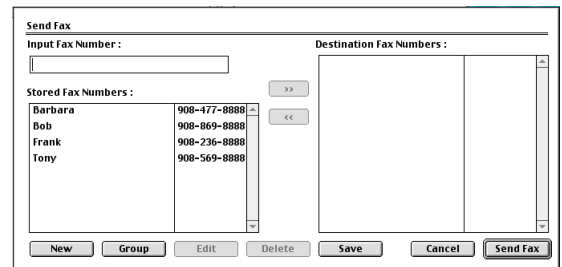 Send Fax
Input Fax Number :
Destination Fax Numbers :
>>
Stored Fax Numbers :
<<
Barbara 908-477-8888
Bob 908-869-8888
Frank 908-236-8888
Tony 908-569-8888
New Group Edit Delete Save Cancel Send Fax